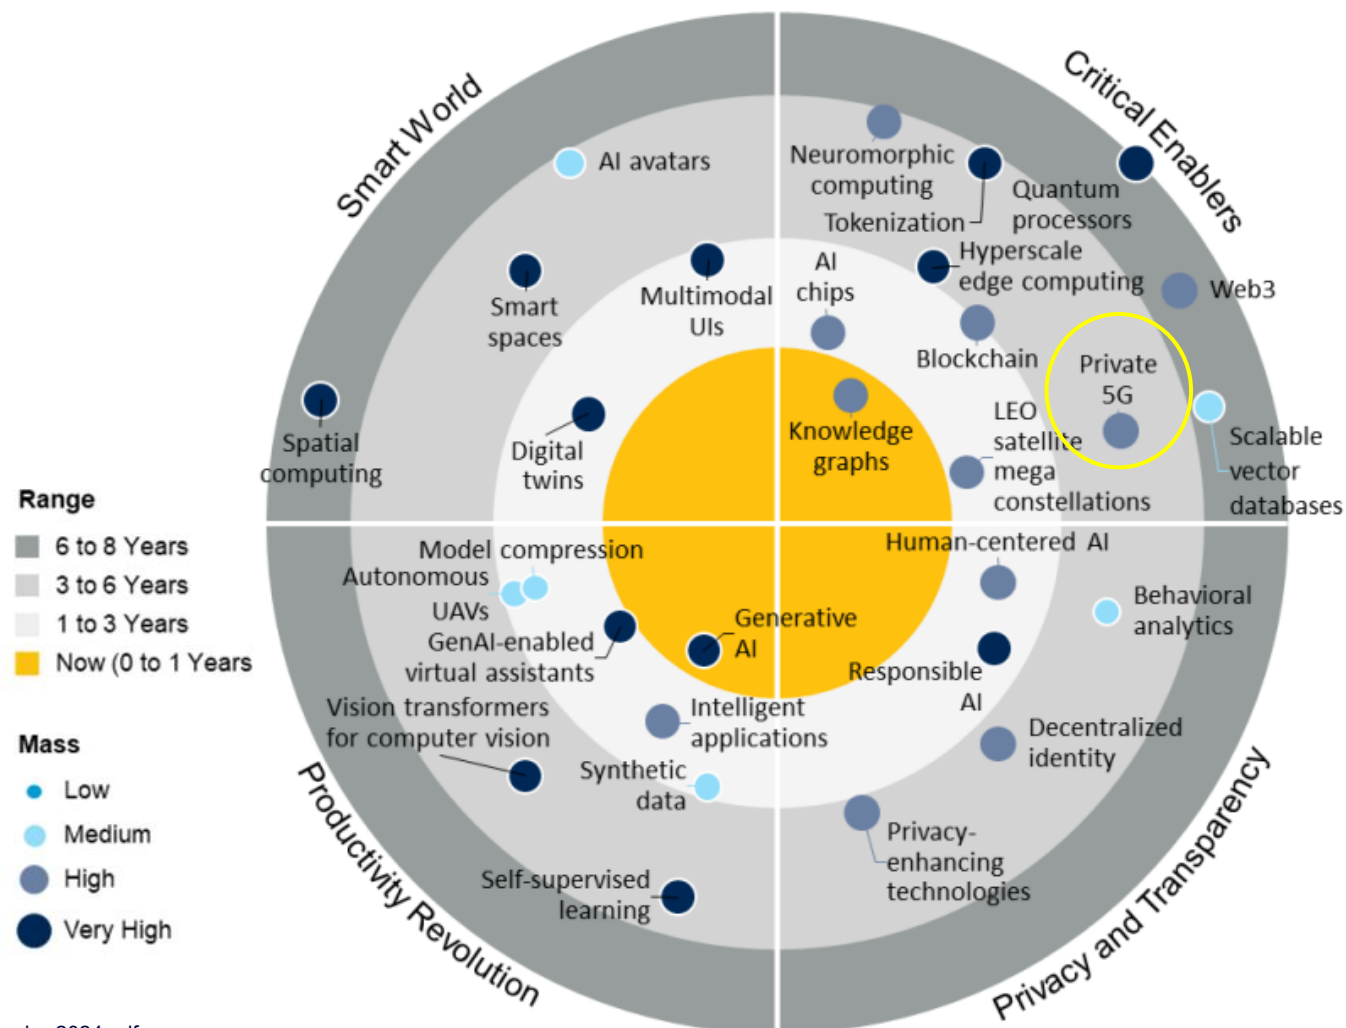 Smart World
Critical Enablers
AI avatars
Neuromorphic
computing
Tokenization
Quantum
processors
Smart
spaces
Multimodal
UIs
AI
chips
Hyperscale
edge computing
Web3
Blockchain
Private
5G
Spatial
computing
Digital
twins
Knowledge
graphs
LEO
satellite
mega
constellations
Scalable
vector
databases
Range
6 to 8 Years
3 to 6 Years
1 to 3 Years
Now (0 to 1 Years
Mass
Low
Medium
High
Very High
Model compression
Autonomous
UAVs
GenAI-enabled
virtual assistants
Generative
AI
Vision transformers
for computer vision
Intelligent
applications
Synthetic
data
Self-supervised
learning
Human-centered AI
Behavioral
analytics
Responsible
AI
Decentralized
identity
Privacy-
enhancing
technologies
Productivity Revolution
Privacy and Transparency